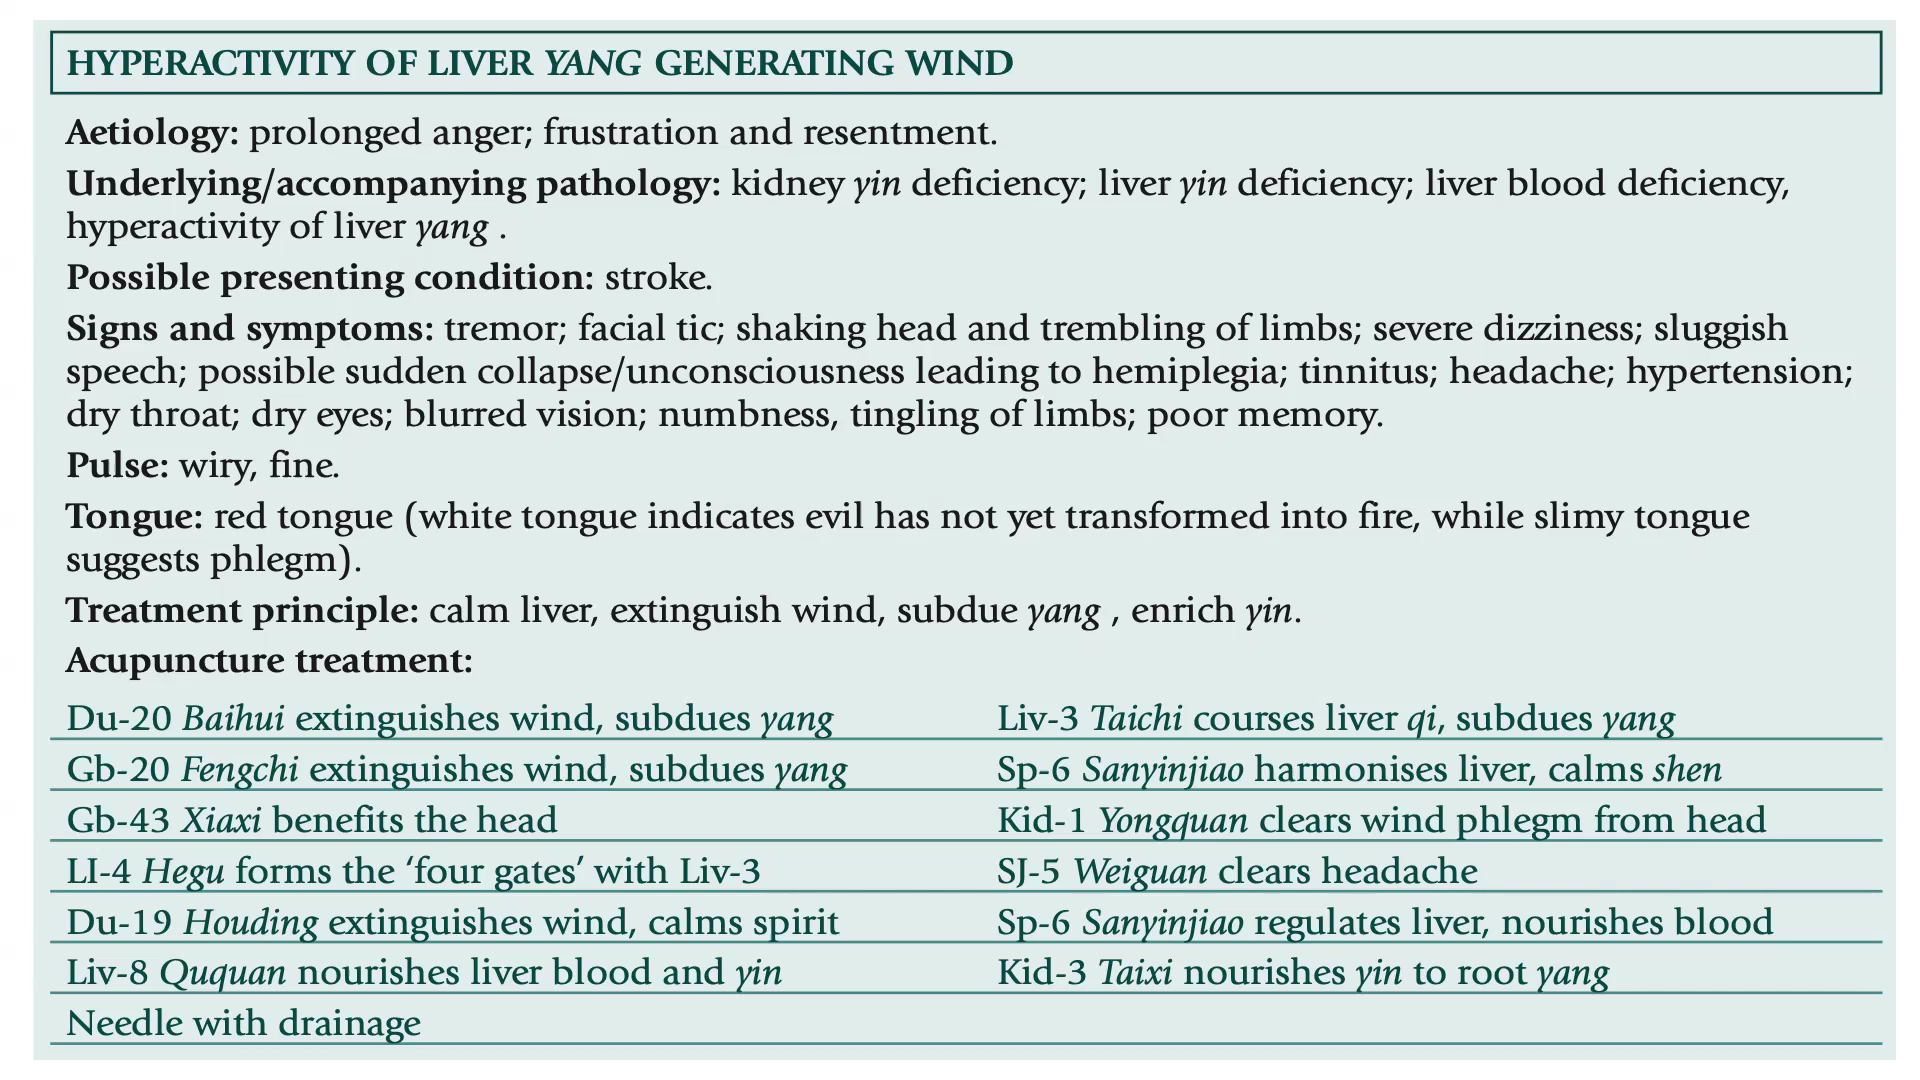 HYPERACTIVITY OF LIVER YANG GENERATING WIND
Aetiology: prolonged anger; frustration and resentment.
Underlying/accompanying pathology: kidney yin deficiency; liver yin deficiency; liver blood deficiency,
hyperactivity of liver yang .
Possible presenting condition: stroke.
Signs and symptoms: tremor; facial tic; shaking head and trembling of limbs; severe dizziness; sluggish
speech; possible sudden collapse/unconsciousness leading to hemiplegia; tinnitus; headache; hypertension;
dry throat; dry eyes; blurred vision; numbness, tingling of limbs; poor memory.
Pulse: wiry, fine.
Tongue: red tongue (white tongue indicates evil has not yet transformed into fire, while slimy tongue
suggests phlegm).
Treatment principle: calm liver, extinguish wind, subdue yang , enrich yin.
Acupuncture treatment:
Du-20 Baihui extinguishes wind, subdues yang
Liv-3 Taichi courses liver qi, subdues yang
Gb-20 Fengchi extinguishes wind, subdues yang
Sp-6 Sanyinjiao harmonises liver, calms shen
Gb-43 Xiaxi benefits the head
Kid-1 Yongquan clears wind phlegm from head
LI-4 Hegu forms the ‘four gates’ with Liv-3
SJ-5 Weiguan clears headache
Du-19 Houding extinguishes wind, calms spirit
Sp-6 Sanyinjiao regulates liver, nourishes blood
Liv-8 Ququan nourishes liver blood and yin
Kid-3 Taixi nourishes yin to root yang
Needle with drainage